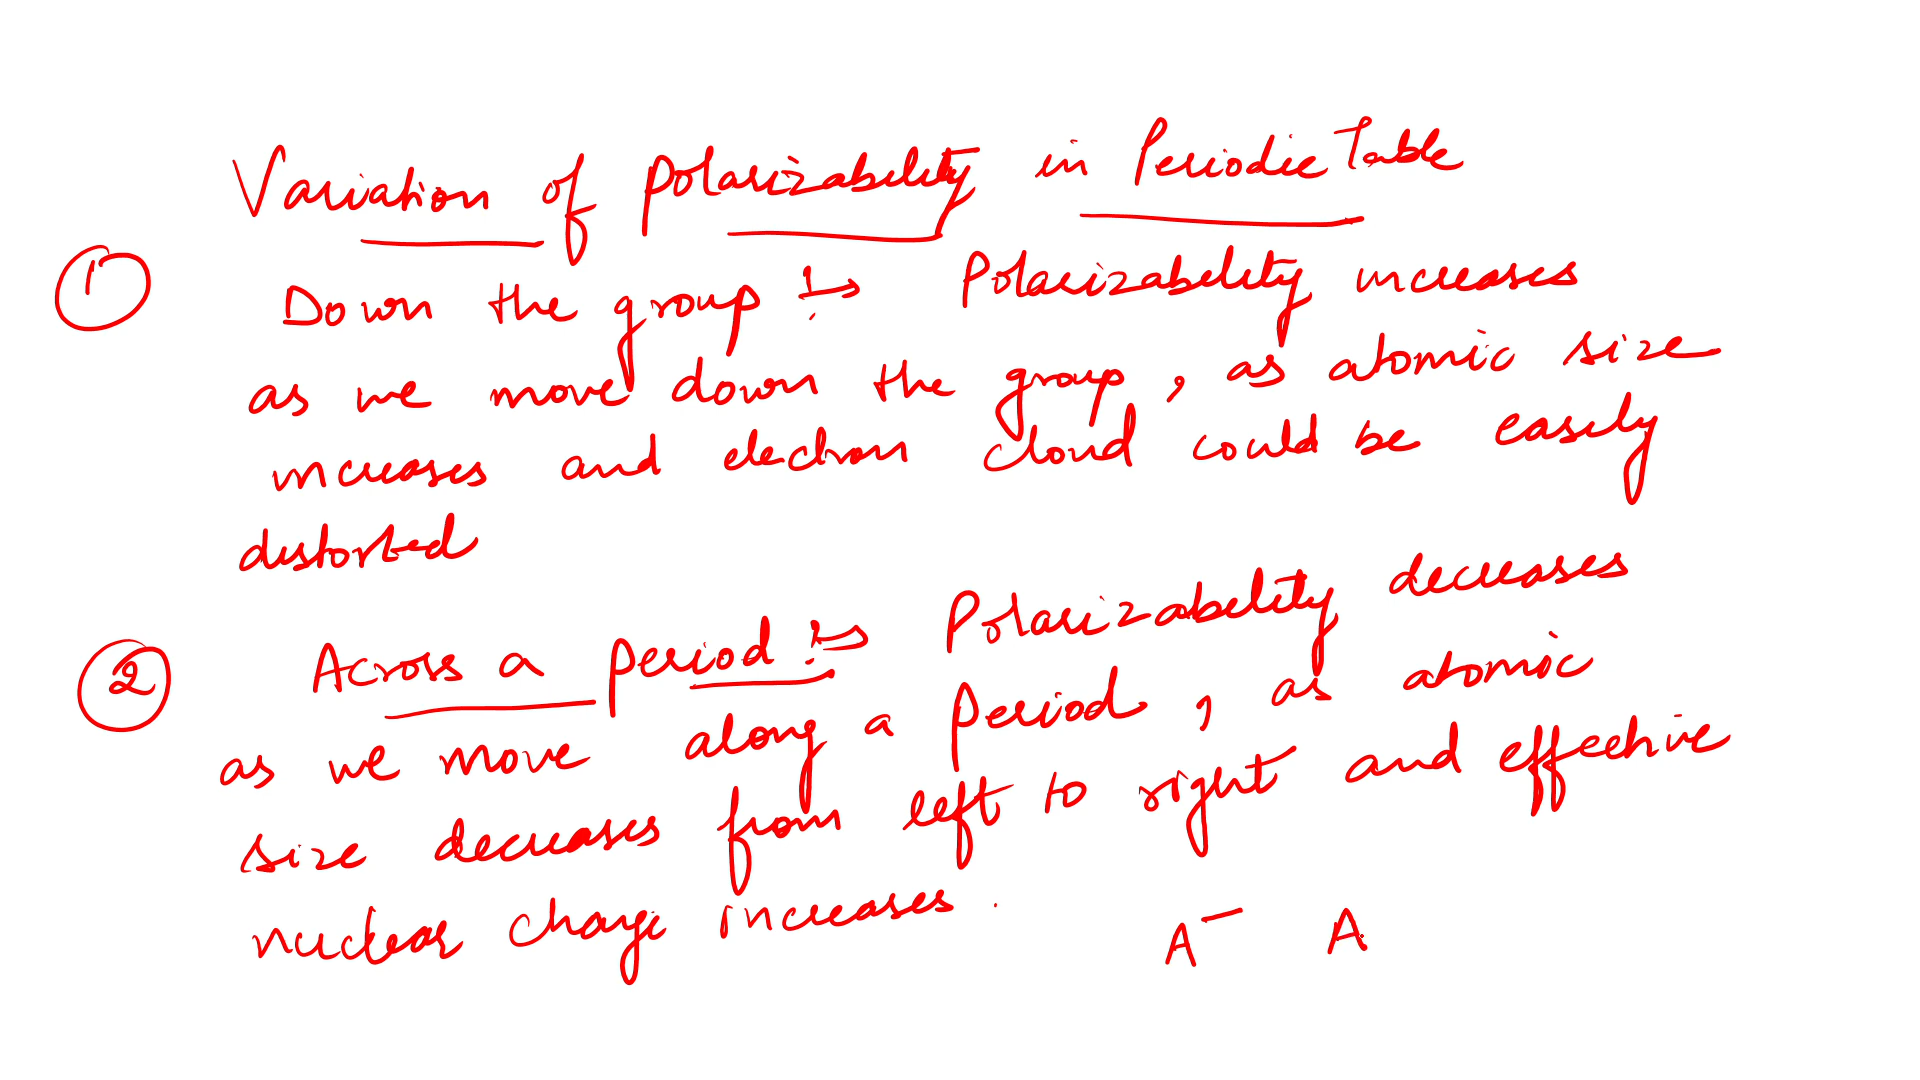 Variation of polarizability in Periodic Table
① Down the group :→ Polarizability increases
as we move down the group, as atomic size
increases and electron cloud could be easily
distorted
② Across a period :→ Polarizability decreases
as we move along a period, as atomic
size decreases from left to right and effective
nuclear charge increases.
A⁻ A